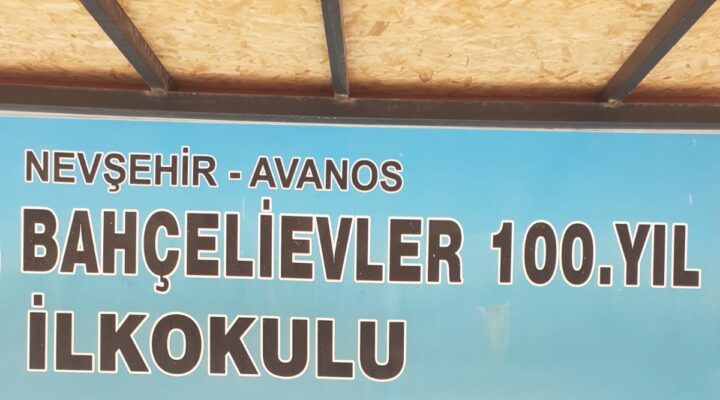 NEVŞEHİR - AVANOS
BAHÇELİEVLER 100.YIL
İLKOKULU